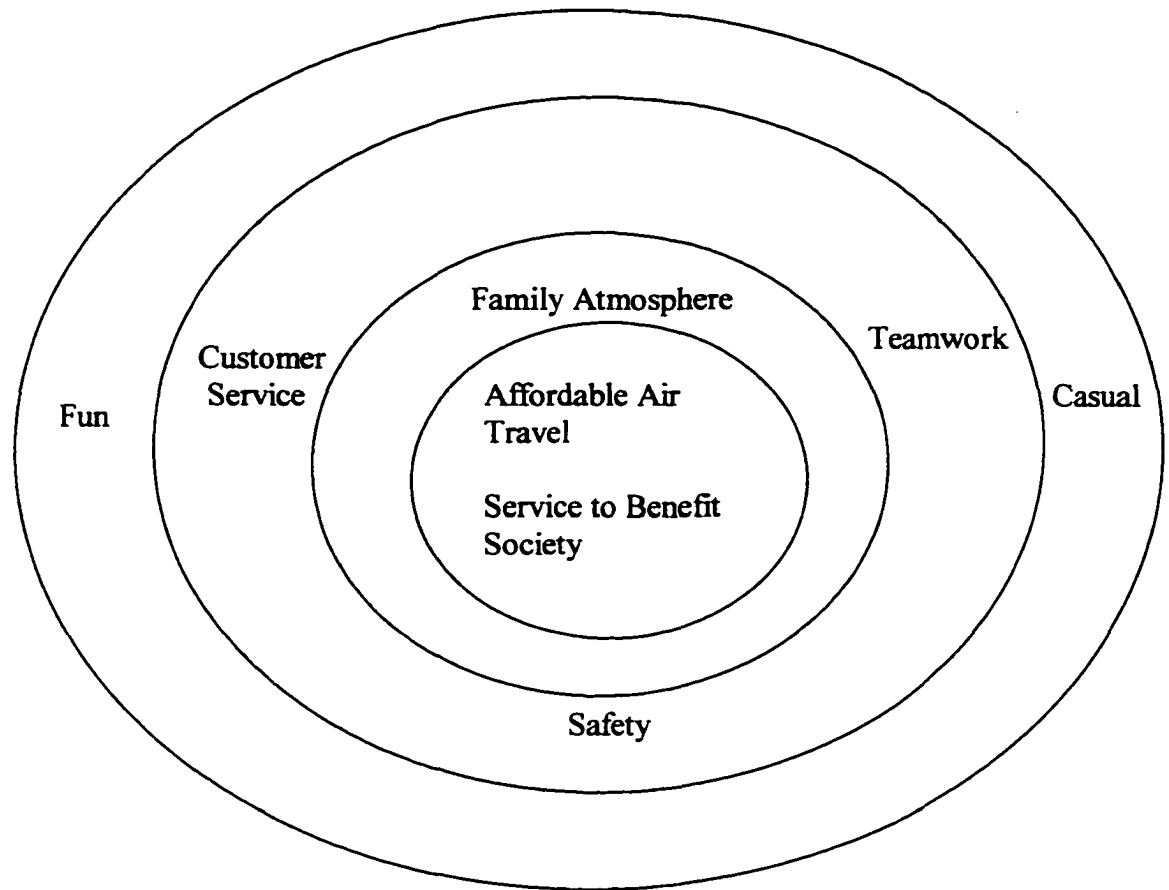 Family Atmosphere
Teamwork
Customer
Service
Affordable Air
Travel
Casual
Fun
Service to Benefit
Society
Safety